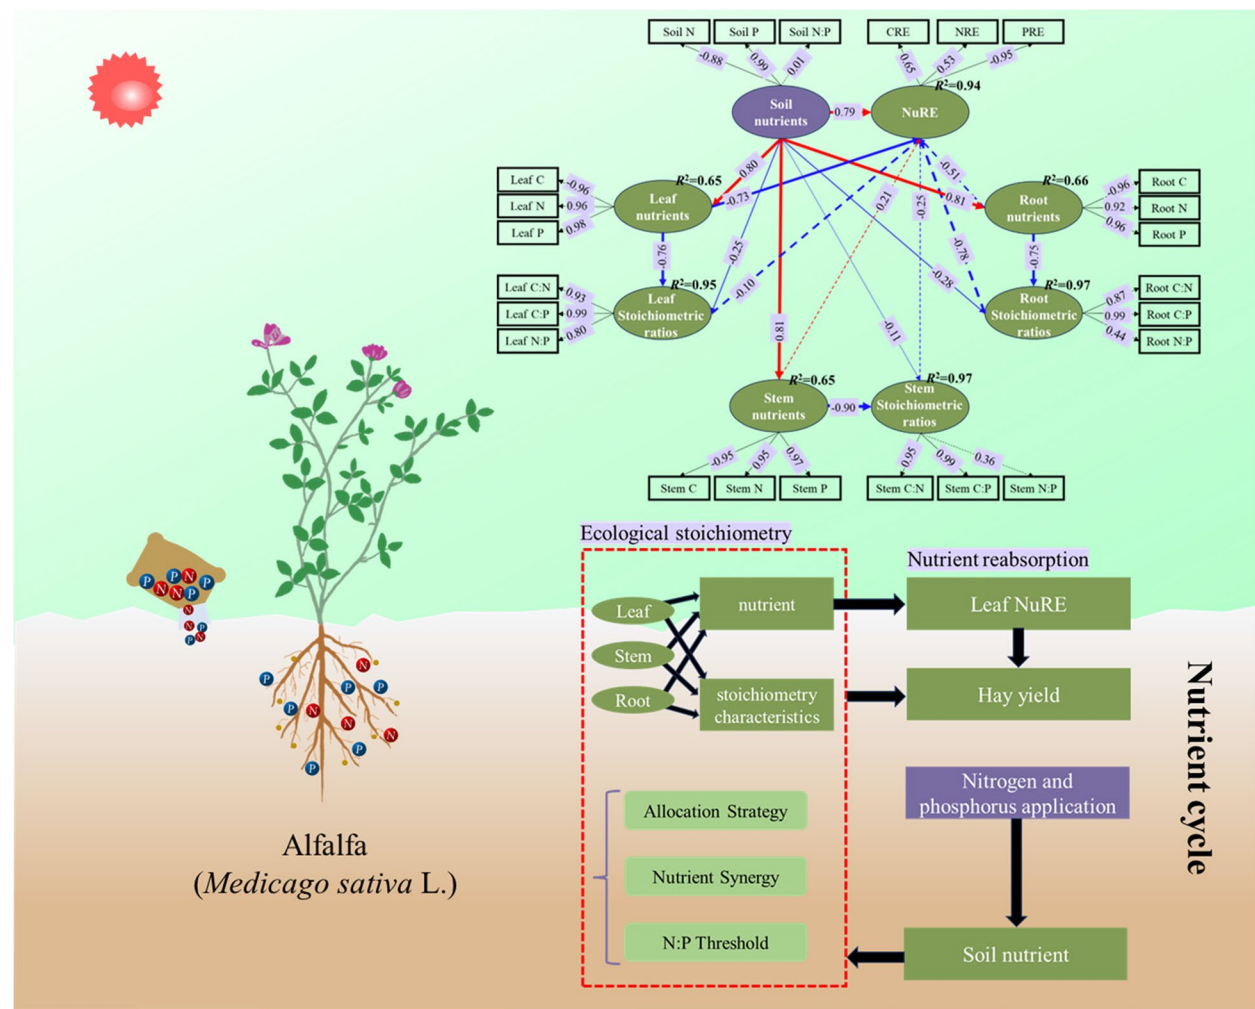 Soil N
Soil P
Soil N:P
CRE
NRE
PRE
-0.88
0.99
0.01
0.65
0.53
-0.95
R²=0.94
Soil
nutrients
0.79
NuRE
Leaf C
Leaf N
Leaf P
-0.96
0.96
0.98
R²=0.65
Leaf
nutrients
0.80
-0.73
0.21
-0.25
-0.51
0.81
R²=0.66
Root
nutrients
-0.96
0.92
0.96
Root C
Root N
Root P
-0.76
-0.25
-0.10
-0.78
-0.28
-0.75
Leaf C:N
Leaf C:P
Leaf N:P
0.93
0.99
0.80
R²=0.95
Leaf
Stoichiometric
ratios
R²=0.97
Root
Stoichiometric
ratios
0.87
0.99
0.44
Root C:N
Root C:P
Root N:P
0.81
-0.11
R²=0.65
Stem
nutrients
-0.90
R²=0.97
Stem
Stoichiometric
ratios
-0.95
0.95
0.97
0.95
0.99
0.36
Stem C
Stem N
Stem P
Stem C:N
Stem C:P
Stem N:P
Ecological stoichiometry
Nutrient reabsorption
Leaf
Stem
Root
nutrient
stoichiometry
characteristics
Leaf NuRE
Hay yield
Nitrogen and
phosphorus application
Soil nutrient
Allocation Strategy
Nutrient Synergy
N:P Threshold
Nutrient cycle
P
P
N
P
N
N
P
N
N
P
P
N
N
P
P
P
P
N
N
N
P
P
Alfalfa
(Medicago sativa L.)